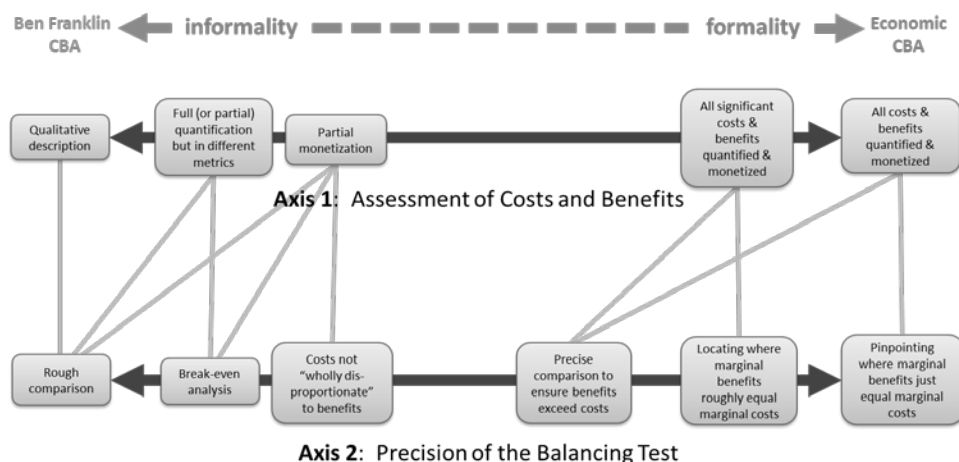 Ben Franklin
CBA
informality
formality
Economic
CBA
Qualitative
description
Full (or partial)
quantification
but in different
metrics
Partial
monetization
All significant
costs &
benefits
quantified &
monetized
All costs &
benefits
quantified &
monetized
Axis 1: Assessment of Costs and Benefits
Rough
comparison
Break-even
analysis
Costs not
“wholly dis-
proportionate”
to benefits
Precise
comparison to
ensure benefits
exceed costs
Locating where
marginal
benefits
roughly equal
marginal costs
Pinpointing
where marginal
benefits just
equal marginal
costs
Axis 2: Precision of the Balancing Test